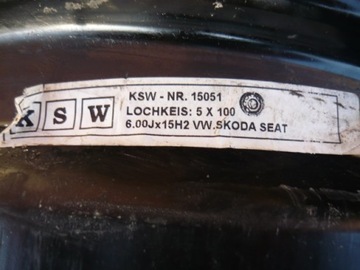 KSW - NR. 15051
KSW LOCHKEIS: 5 X 100
6.00Jx15H2 VW.SKODA SEAT